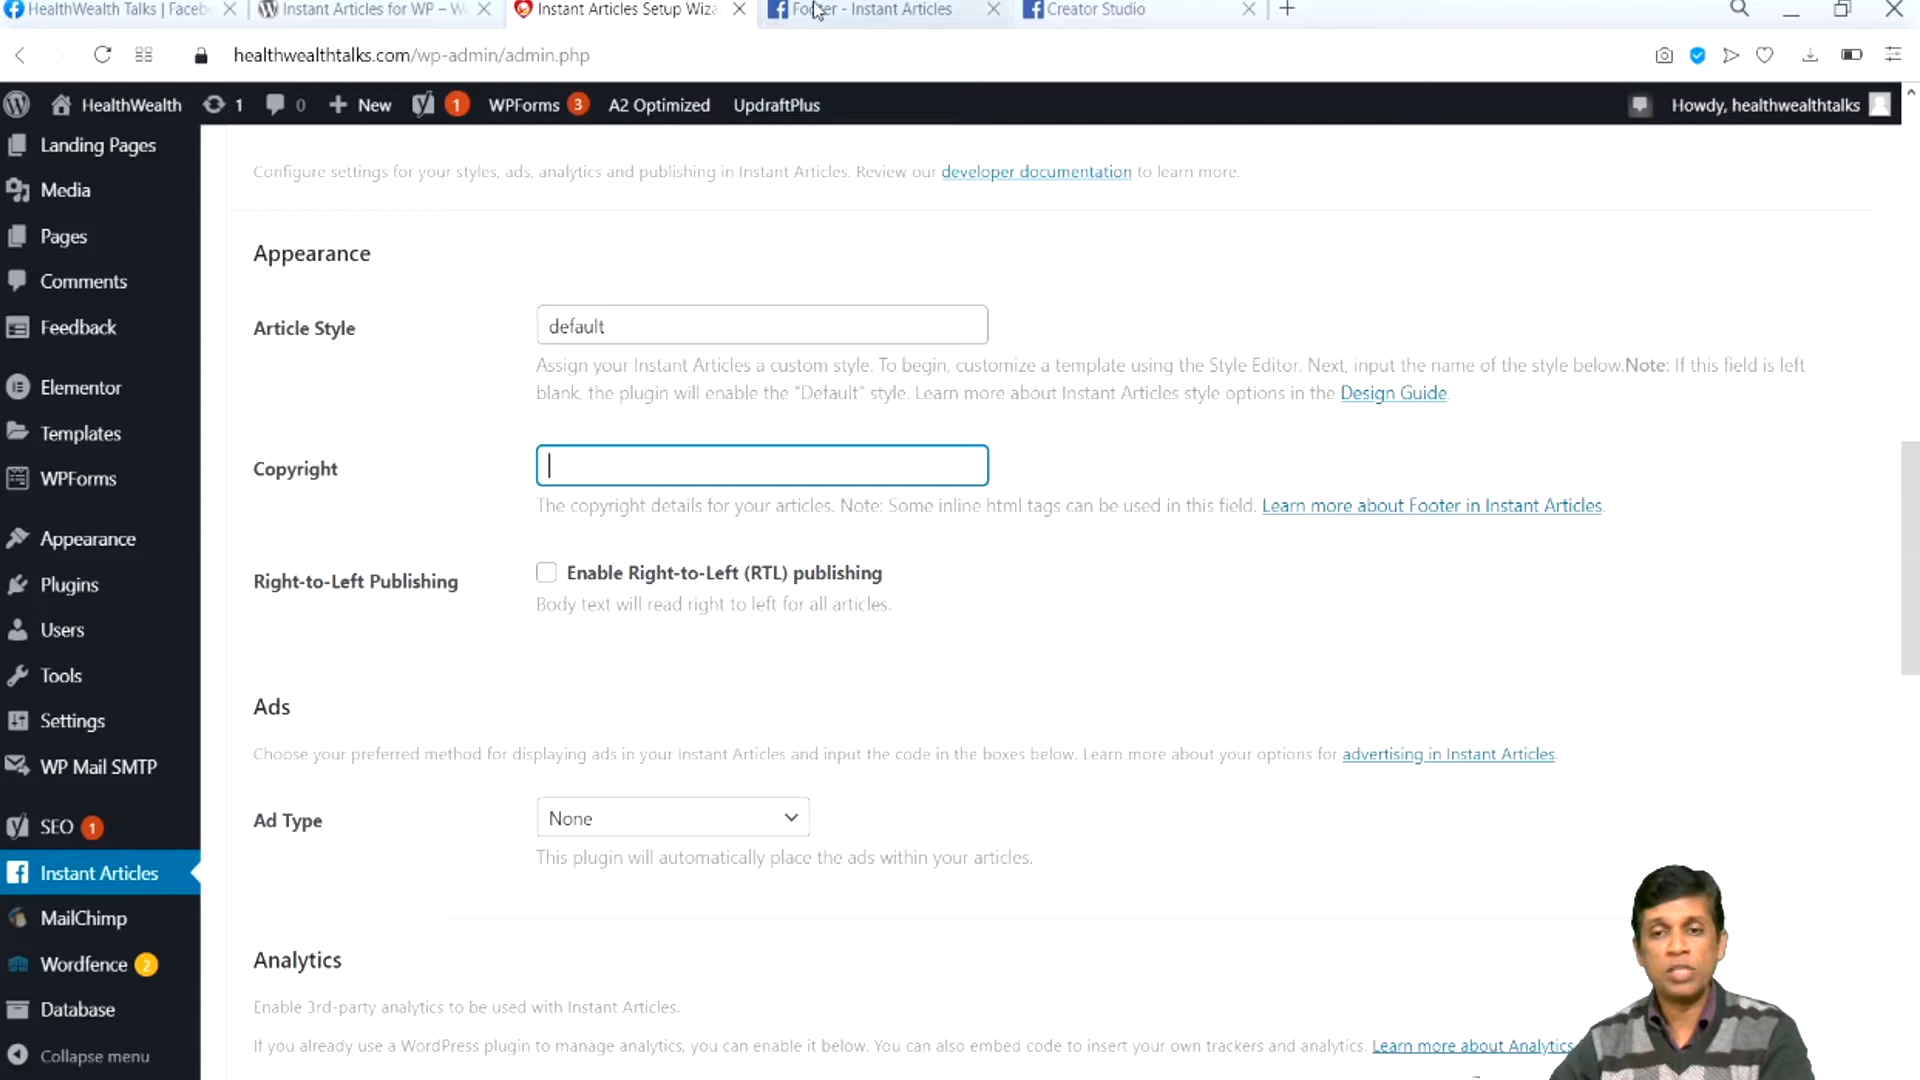 HealthWealth Talks | Faceb
Instant Articles for WP – W
Instant Articles Setup Wiza
Footer - Instant Articles
Creator Studio
healthwealthtalks.com/wp-admin/admin.php
HealthWealth
1
0
New
1
WPForms 3
A2 Optimized
UpdraftPlus
Howdy, healthwealthtalks
Landing Pages
Media
Pages
Comments
Feedback
Elementor
Templates
WPForms
Appearance
Plugins
Users
Tools
Settings
WP Mail SMTP
SEO 1
Instant Articles
MailChimp
Wordfence 2
Database
Collapse menu
Configure settings for your styles, ads, analytics and publishing in Instant Articles. Review our developer documentation to learn more.
Appearance
Article Style
default
Assign your Instant Articles a custom style. To begin, customize a template using the Style Editor. Next, input the name of the style below.Note: If this field is left
blank, the plugin will enable the "Default" style. Learn more about Instant Articles style options in the Design Guide.
Copyright
The copyright details for your articles. Note: Some inline html tags can be used in this field. Learn more about Footer in Instant Articles.
Right-to-Left Publishing
Enable Right-to-Left (RTL) publishing
Body text will read right to left for all articles.
Ads
Choose your preferred method for displaying ads in your Instant Articles and input the code in the boxes below. Learn more about your options for advertising in Instant Articles.
Ad Type
None
This plugin will automatically place the ads within your articles.
Analytics
Enable 3rd-party analytics to be used with Instant Articles.
If you already use a WordPress plugin to manage analytics, you can enable it below. You can also embed code to insert your own trackers and analytics. Learn more about Analytics